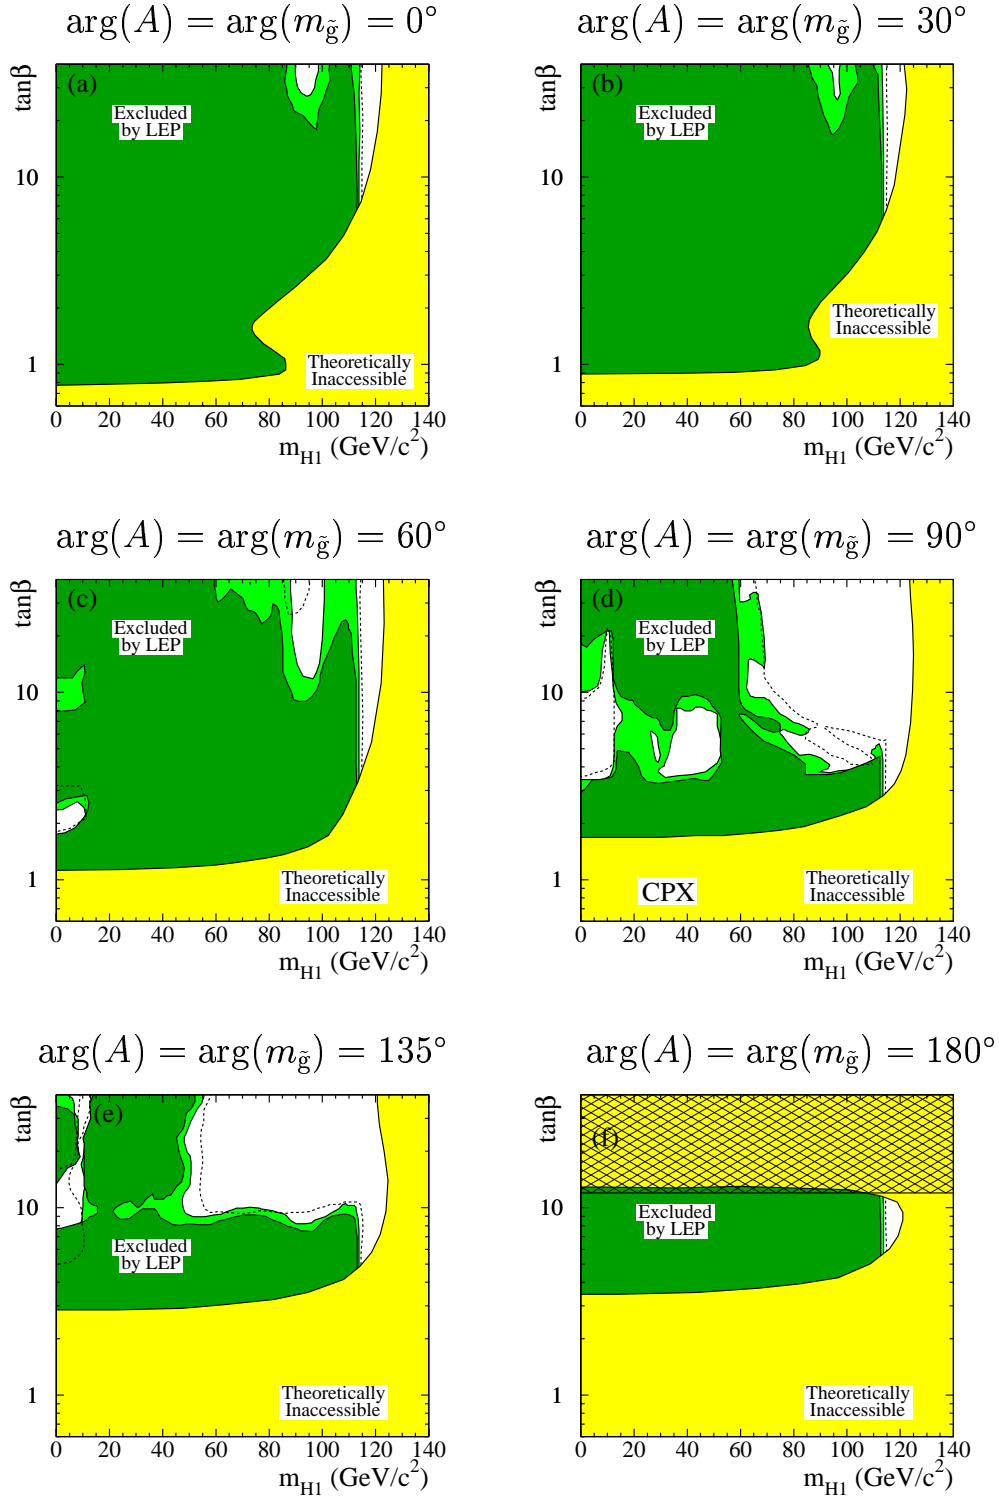 arg(A) = arg(m_g̃) = 0°
arg(A) = arg(m_g̃) = 30°
tanβ
(a)
Excluded
by LEP
10
1
Theoretically
Inaccessible
0 20 40 60 80 100 120 140
m_H1 (GeV/c²)
tanβ
(b)
Excluded
by LEP
10
Theoretically
Inaccessible
1
0 20 40 60 80 100 120 140
m_H1 (GeV/c²)
arg(A) = arg(m_g̃) = 60°
arg(A) = arg(m_g̃) = 90°
tanβ
(c)
Excluded
by LEP
10
1
Theoretically
Inaccessible
0 20 40 60 80 100 120 140
m_H1 (GeV/c²)
tanβ
(d)
Excluded
by LEP
10
1
CPX
Theoretically
Inaccessible
0 20 40 60 80 100 120 140
m_H1 (GeV/c²)
arg(A) = arg(m_g̃) = 135°
arg(A) = arg(m_g̃) = 180°
tanβ
(e)
10
Excluded
by LEP
1
Theoretically
Inaccessible
0 20 40 60 80 100 120 140
m_H1 (GeV/c²)
tanβ
(f)
10
Excluded
by LEP
1
Theoretically
Inaccessible
0 20 40 60 80 100 120 140
m_H1 (GeV/c²)